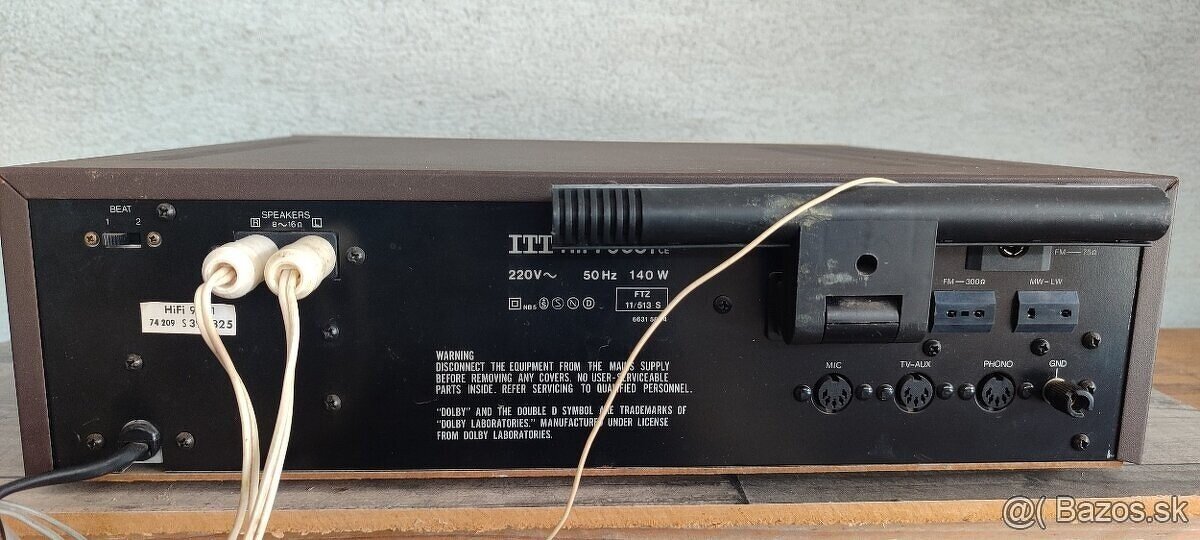 BEAT
1 2
SPEAKERS
R 8~16Ω L
ITT
220V~ 50 Hz 140 W
FTZ
11/513 S
NB5 S N D
HiFi
74 209 S
FM—75Ω
FM—300Ω MW-LW
WARNING
DISCONNECT THE EQUIPMENT FROM THE MAINS SUPPLY
BEFORE REMOVING ANY COVERS. NO USER-SERVICEABLE
PARTS INSIDE. REFER SERVICING TO QUALIFIED PERSONNEL.
"DOLBY" AND THE DOUBLE D SYMBOL ARE TRADEMARKS OF
"DOLBY LABORATORIES." MANUFACTURED UNDER LICENSE
FROM DOLBY LABORATORIES.
MIC TV-AUX PHONO GND
@( Bazos.sk